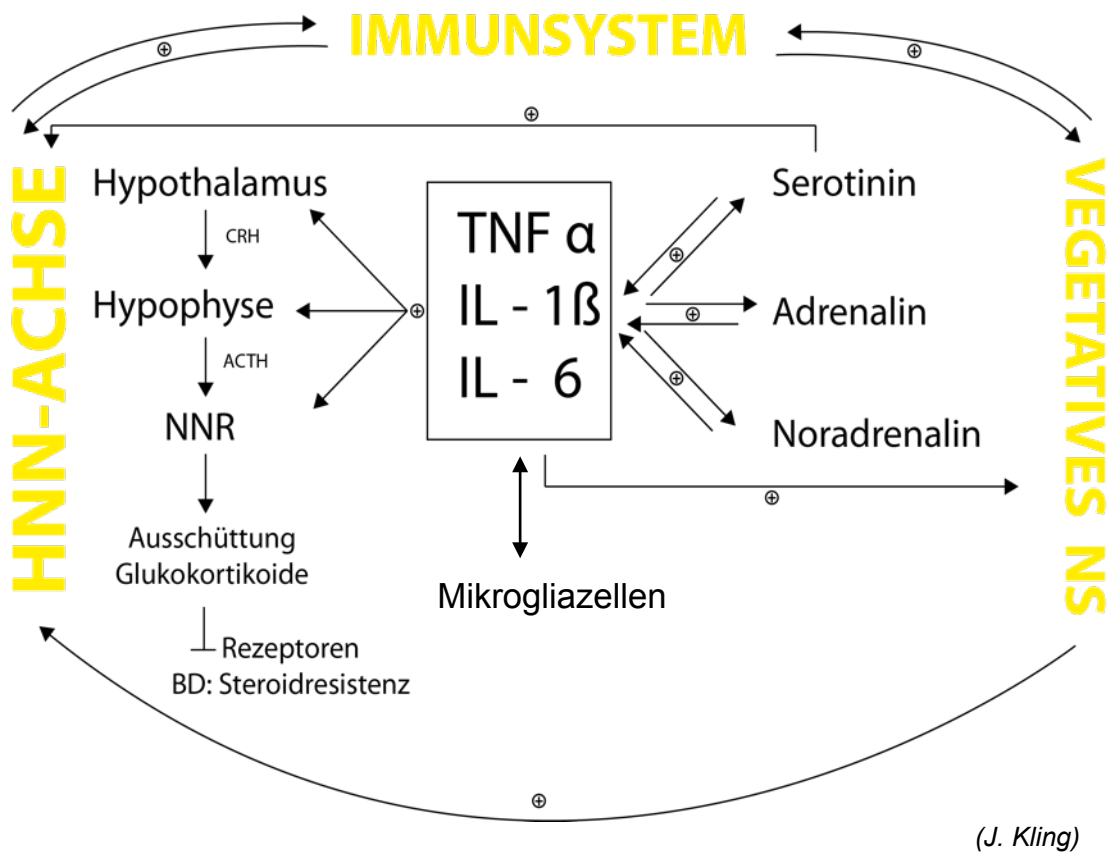 IMMUNSYSTEM
HNN-ACHSE
Hypothalamus
CRH
Hypophyse
ACTH
NNR
Ausschüttung
Glukokortikoide
Rezeptoren
BD: Steroidresistenz
TNF α
IL - 1ß
IL - 6
Mikrogliazellen
Serotinin
Adrenalin
Noradrenalin
VEGETATIVES NS
(J. Kling)